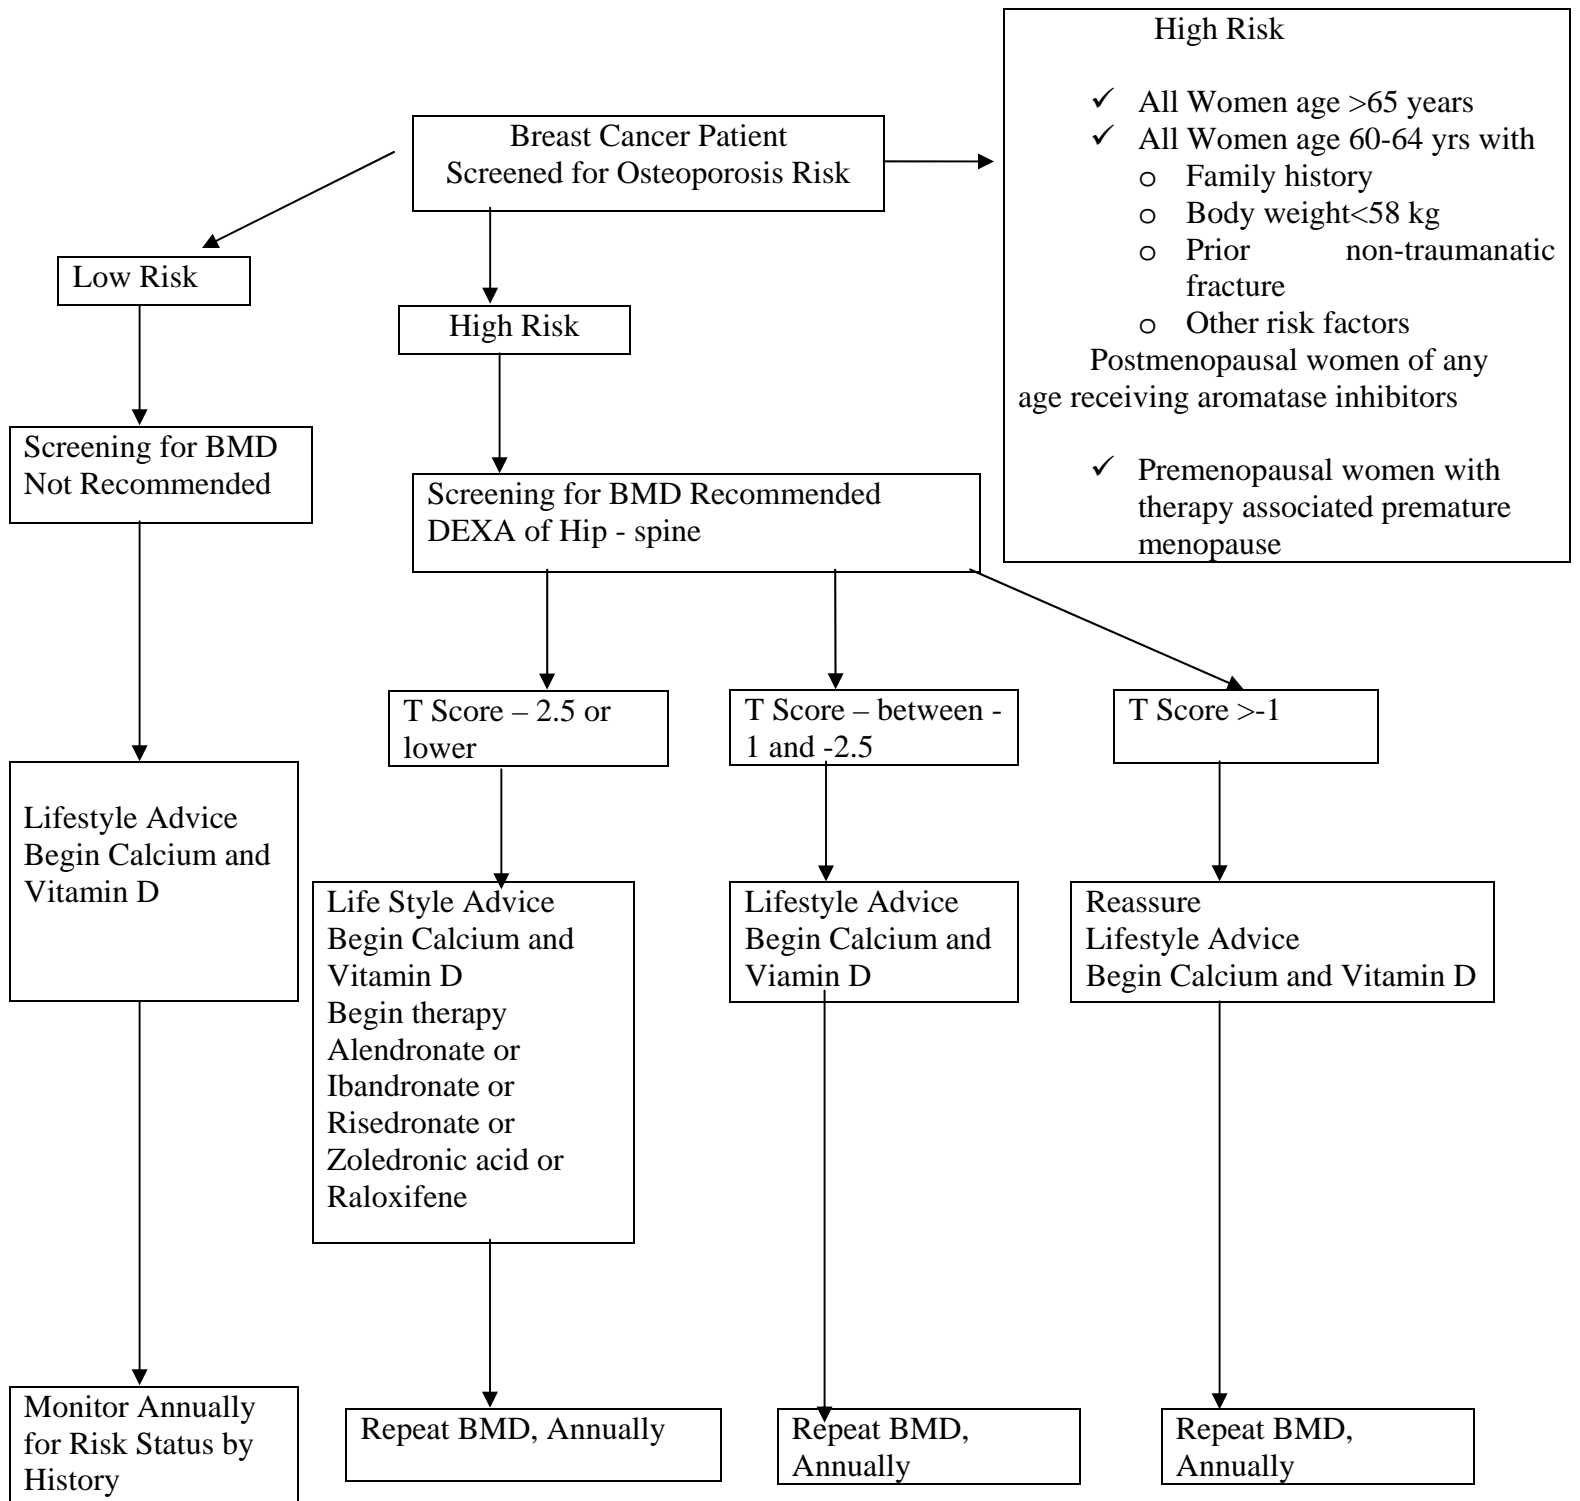 High Risk
✓ All Women age >65 years
✓ All Women age 60-64 yrs with
o Family history
o Body weight<58 kg
o Prior non-traumanatic
fracture
o Other risk factors
Postmenopausal women of any
age receiving aromatase inhibitors
✓ Premenopausal women with
therapy associated premature
menopause
Breast Cancer Patient
Screened for Osteoporosis Risk
Low Risk
High Risk
Screening for BMD
Not Recommended
Screening for BMD Recommended
DEXA of Hip - spine
T Score – 2.5 or
lower
T Score – between -
1 and -2.5
T Score >-1
Lifestyle Advice
Begin Calcium and
Vitamin D
Life Style Advice
Begin Calcium and
Vitamin D
Begin therapy
Alendronate or
Ibandronate or
Risedronate or
Zoledronic acid or
Raloxifene
Lifestyle Advice
Begin Calcium and
Viamin D
Reassure
Lifestyle Advice
Begin Calcium and Vitamin D
Monitor Annually
for Risk Status by
History
Repeat BMD, Annually
Repeat BMD,
Annually
Repeat BMD,
Annually